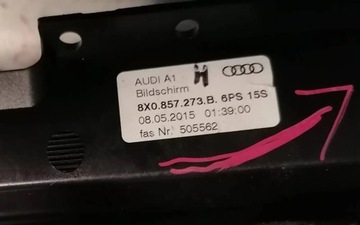 AUDI A1 H
Bildschirm
8X0.857.273.B. 6PS 15S
08.05.2015 01:39:00
fas Nr. 505562